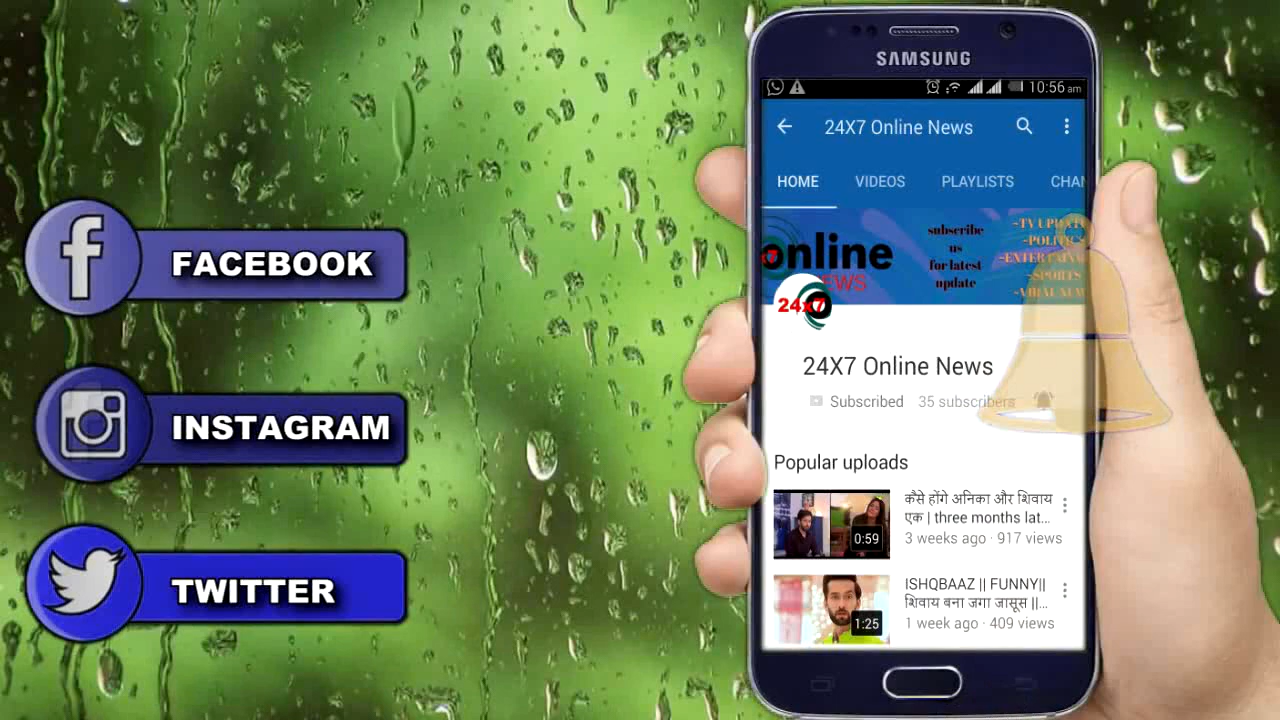 FACEBOOK
INSTAGRAM
TWITTER
SAMSUNG
10:56 am
24X7 Online News
HOME VIDEOS PLAYLISTS CHAN
online
NEWS
subscribe
us
for latest
update
24x7
24X7 Online News
Subscribed 35 subscribers
Popular uploads
0:59
कैसे होंगे अनिका और शिवाय
एक | three months lat...
3 weeks ago · 917 views
1:25
ISHQBAAZ || FUNNY||
शिवाय बना जगा जासूस ||...
1 week ago · 409 views